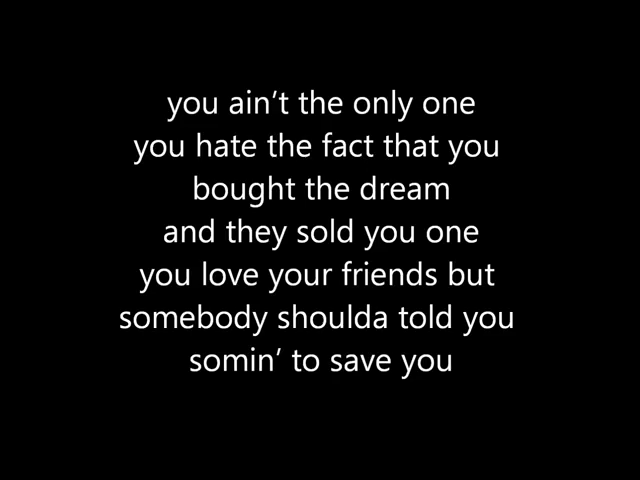 you ain’t the only one
you hate the fact that you
bought the dream
and they sold you one
you love your friends but
somebody shoulda told you
somin’ to save you